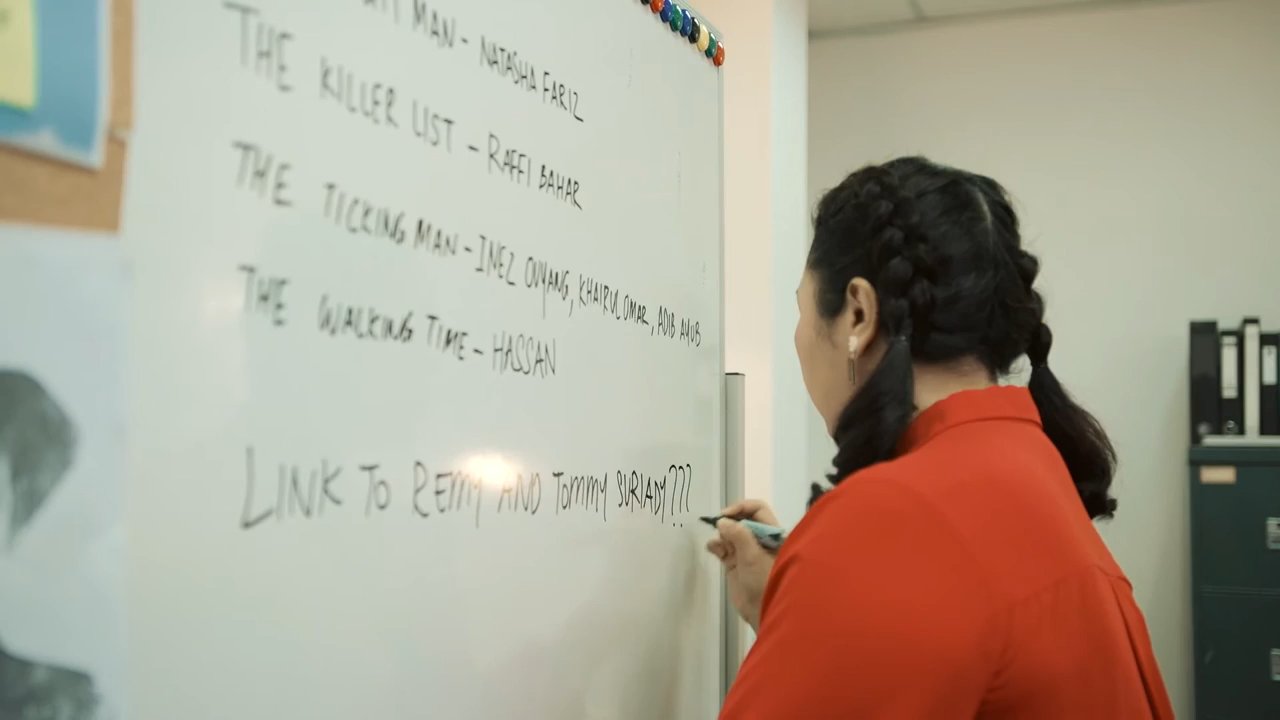 MAN - NATASHA FARIZ
THE KILLER LIST - RAFFI BAHAR
THE TICKING MAN - INEZ OUYANG, KHAIRUL OMAR, ADIB AYUB
THE WALKING TIME - HASSAN
LINK TO REMY AND TOMMY SURIADY???